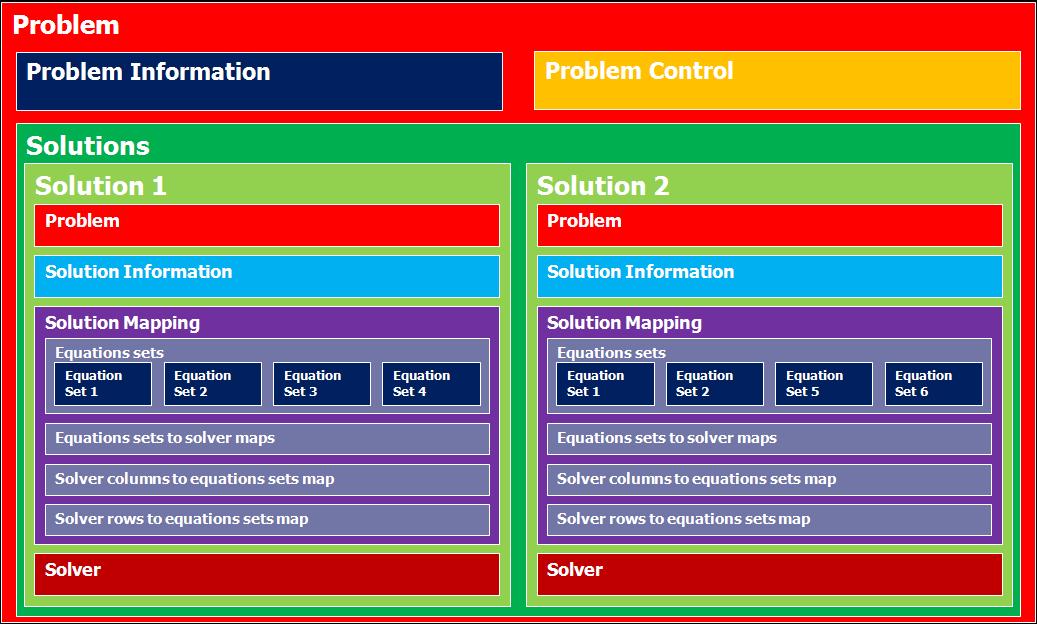 Problem
Problem Information
Problem Control
Solutions
Solution 1
Problem
Solution Information
Solution Mapping
Equations sets
Equation
Set 1
Equation
Set 2
Equation
Set 3
Equation
Set 4
Equations sets to solver maps
Solver columns to equations sets map
Solver rows to equations sets map
Solver
Solution 2
Problem
Solution Information
Solution Mapping
Equations sets
Equation
Set 1
Equation
Set 2
Equation
Set 5
Equation
Set 6
Equations sets to solver maps
Solver columns to equations sets map
Solver rows to equations sets map
Solver